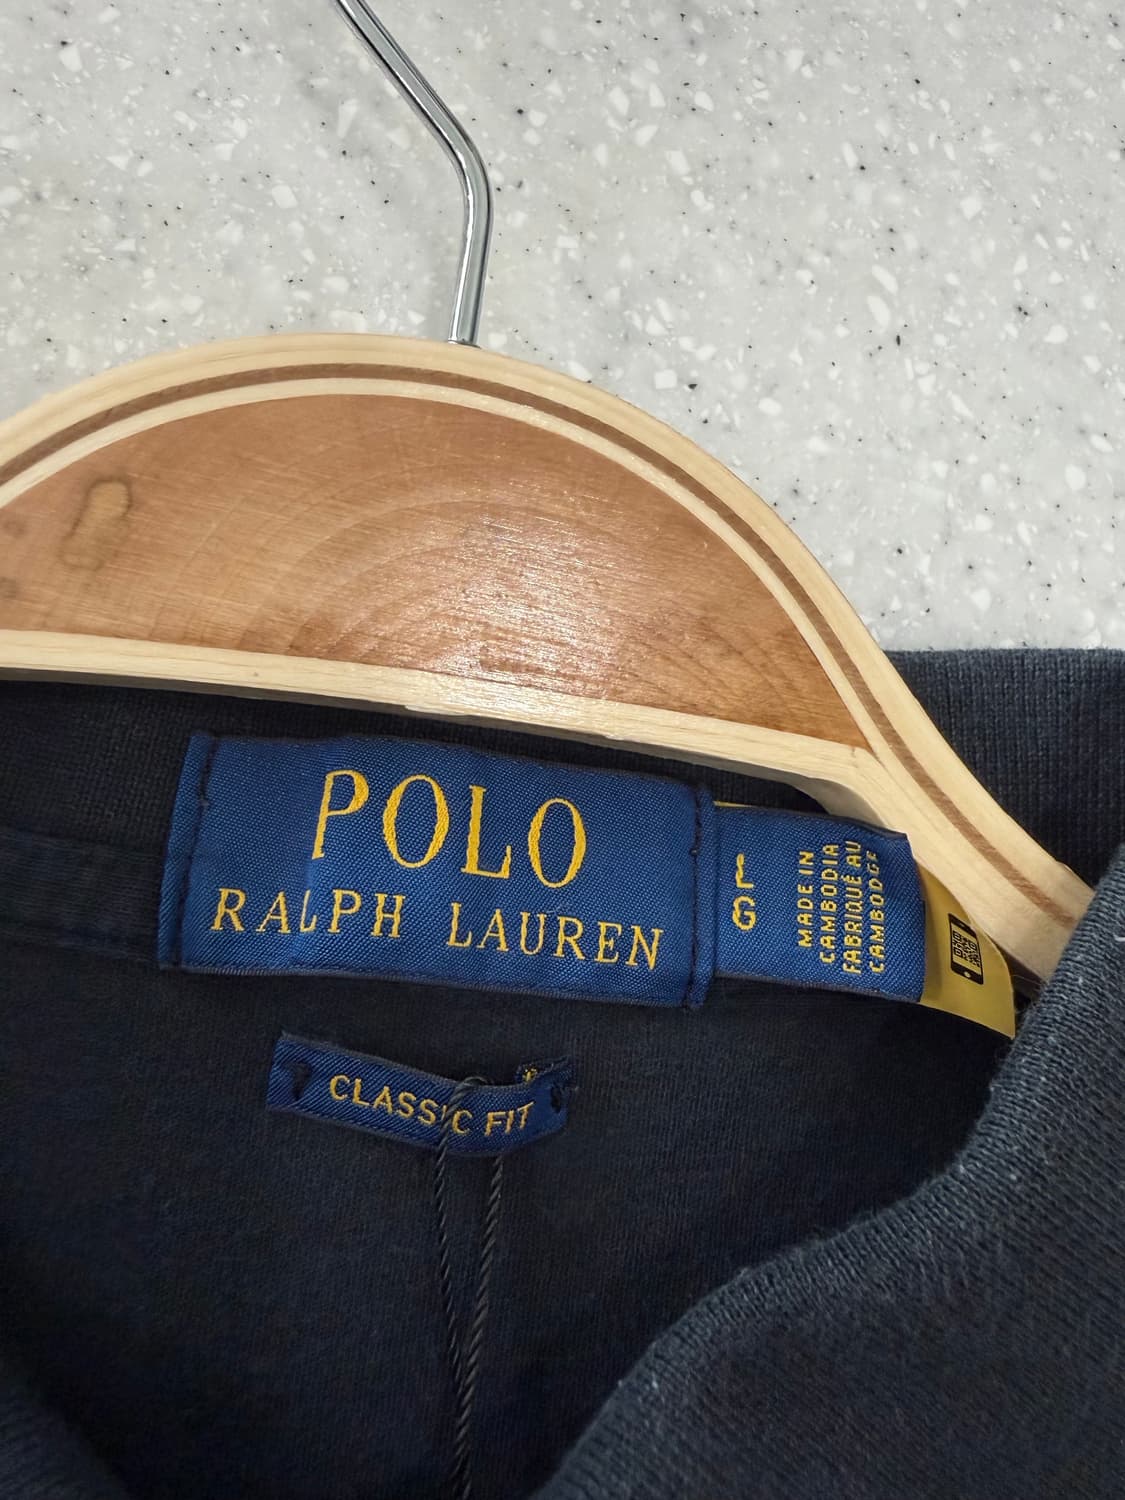 POLO
RALPH LAUREN
L
G
MADE IN
CAMBODIA
FABRIQUÉ AU
CAMBODGE
CLASSIC FIT